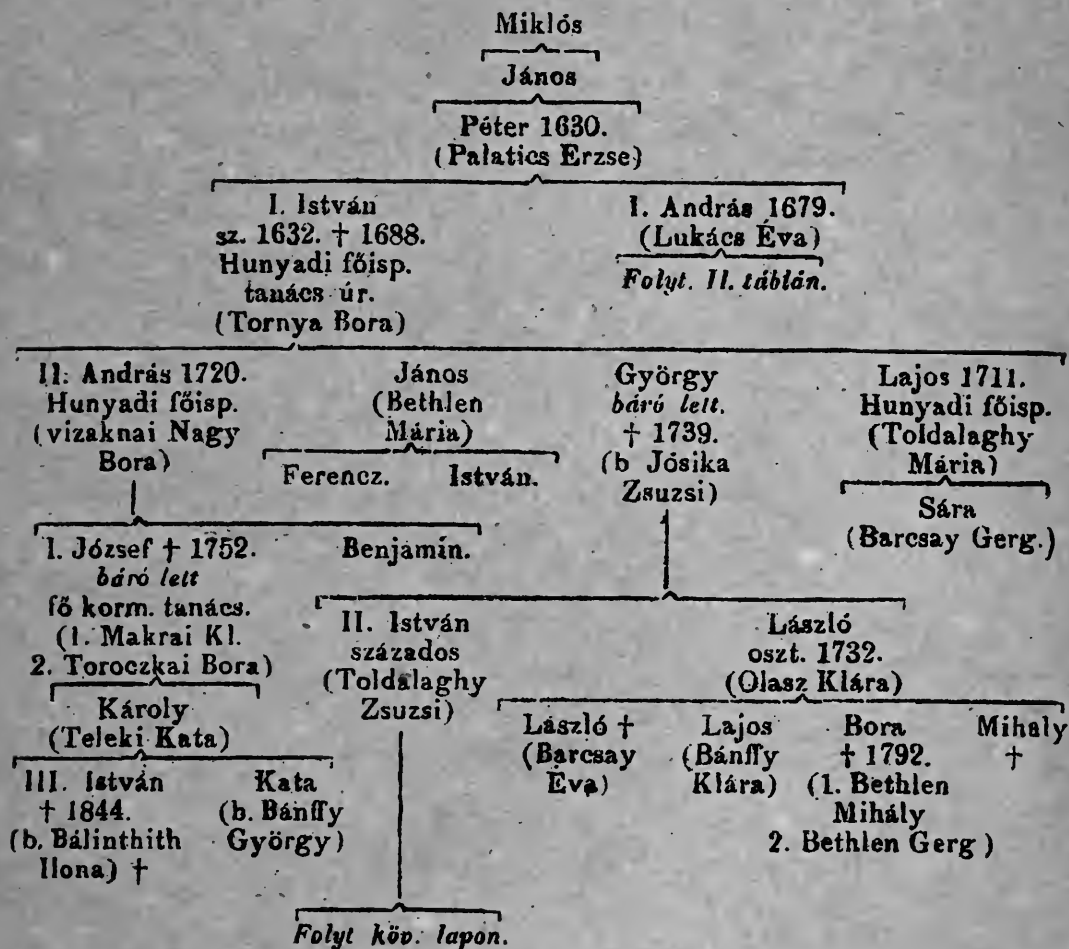 Miklós
János
Péter 1630.
(Palatics Erzse)
I. István
sz. 1632. † 1688.
Hunyadi főisp.
tanács úr.
(Tornya Bora)
I. András 1679.
(Lukács Éva)
Folyt. II. táblán.
II. András 1720.
Hunyadi főisp.
(vizaknai Nagy
Bora)
János
(Bethlen
Mária)
Ferencz. István.
György
báró lett.
† 1739.
(b Jósika
Zsuzsi)
Lajos 1711.
Hunyadi főisp.
(Toldalaghy
Mária)
Sára
(Barcsay Gerg.)
I. József † 1752.
báró lett
fő korm. tanács.
(1. Makrai Kl.
2. Toroczkai Bora)
Benjamin.
Károly
(Teleki Kata)
III. István
† 1844.
(b. Bálinthith
Ilona) †
Kata
(b. Bánffy
György)
II. István
százados
(Toldalaghy
Zsuzsi)
László
oszt. 1732.
(Olasz Klára)
László †
(Barcsay
Éva)
Lajos
(Bánffy
Klára)
Bora
† 1792.
(1. Bethlen
Mihály
2. Bethlen Gerg )
Mihály
†
Folyt köv. lapon.